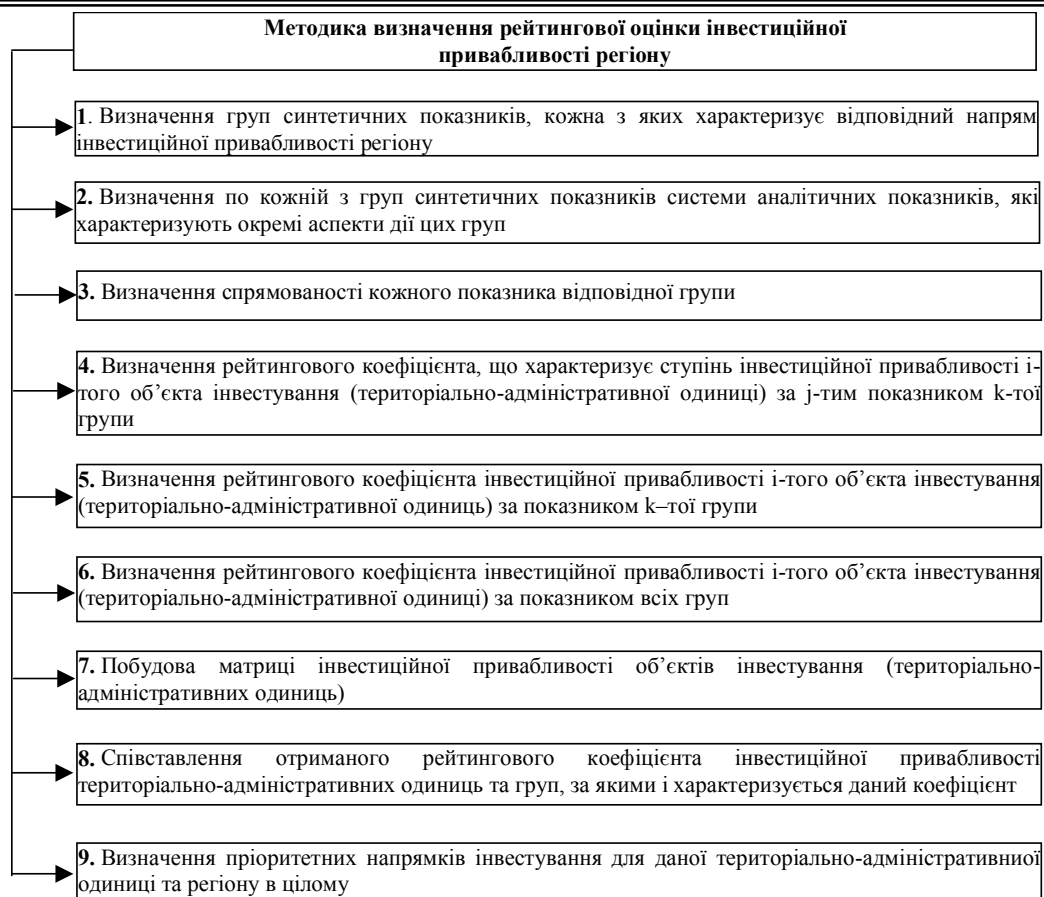 Методика визначення рейтингової оцінки інвестиційної
привабливості регіону
1. Визначення груп синтетичних показників, кожна з яких характеризує відповідний напрям
інвестиційної привабливості регіону
2. Визначення по кожній з груп синтетичних показників системи аналітичних показників, які
характеризують окремі аспекти дії цих груп
3. Визначення спрямованості кожного показника відповідної групи
4. Визначення рейтингового коефіцієнта, що характеризує ступінь інвестиційної привабливості і-
того об’єкта інвестування (територіально-адміністративної одиниці) за j-тим показником k-тої
групи
5. Визначення рейтингового коефіцієнта інвестиційної привабливості і-того об’єкта інвестування
(територіально-адміністративної одиниць) за показником k–тої групи
6. Визначення рейтингового коефіцієнта інвестиційної привабливості і-того об’єкта інвестування
(територіально-адміністративної одиниці) за показником всіх груп
7. Побудова матриці інвестиційної привабливості об’єктів інвестування (територіально-
адміністративних одиниць)
8. Співставлення отриманого рейтингового коефіцієнта інвестиційної привабливості
територіально-адміністративних одиниць та груп, за якими і характеризується даний коефіцієнт
9. Визначення пріоритетних напрямків інвестування для даної територіально-адміністративниої
одиниці та регіону в цілому